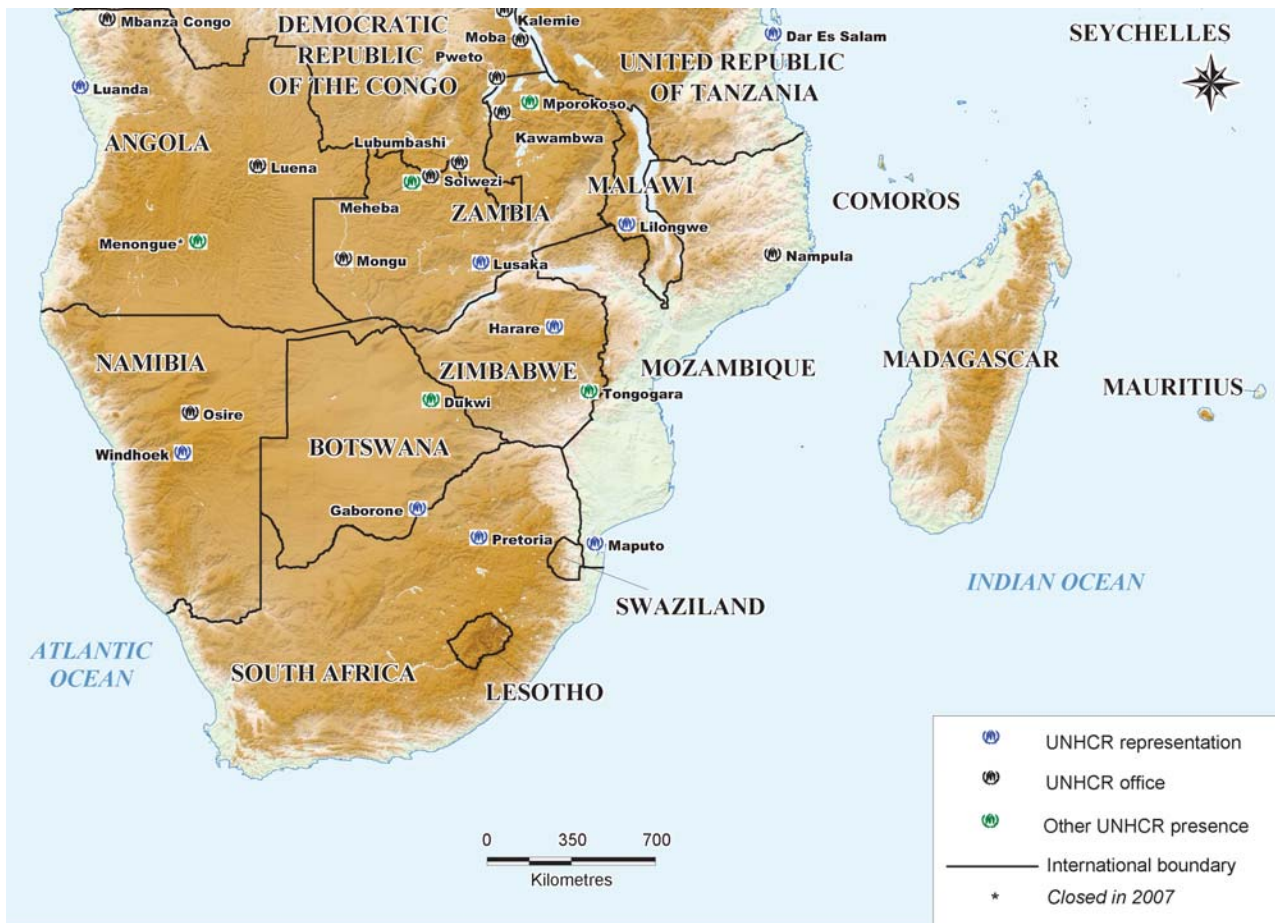 Mbanza Congo
DEMOCRATIC
REPUBLIC
OF THE CONGO
Kalemie
Moba
Pweto
Dar Es Salam
SEYCHELLES
UNITED REPUBLIC
OF TANZANIA
Luanda
Mporokoso
Kawambwa
ANGOLA
Lubumbashi
Luena
Solwezi
Meheba
ZAMBIA
MALAWI
COMOROS
Lilongwe
Menongue*
Mongu
Lusaka
Nampula
Harare
NAMIBIA
ZIMBABWE
MOZAMBIQUE
MADAGASCAR
MAURITIUS
Tongogara
Dukwi
Osire
Windhoek
BOTSWANA
Gaborone
Pretoria
Maputo
SWAZILAND
INDIAN OCEAN
ATLANTIC
OCEAN
SOUTH AFRICA
LESOTHO
UNHCR representation
UNHCR office
Other UNHCR presence
International boundary
* Closed in 2007
0 350 700
Kilometres